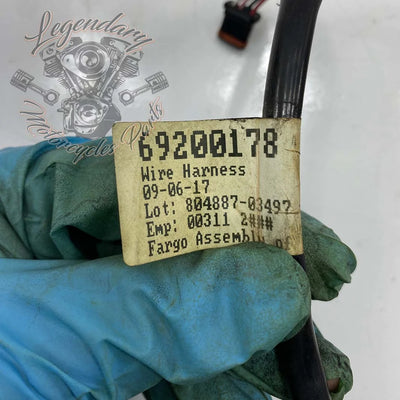 Legendary
Motorcycles Parts
69200178
Wire Harness
09-06-17
Lot: 804887-03497
Emp: 00311 2###
Fargo Assembly of